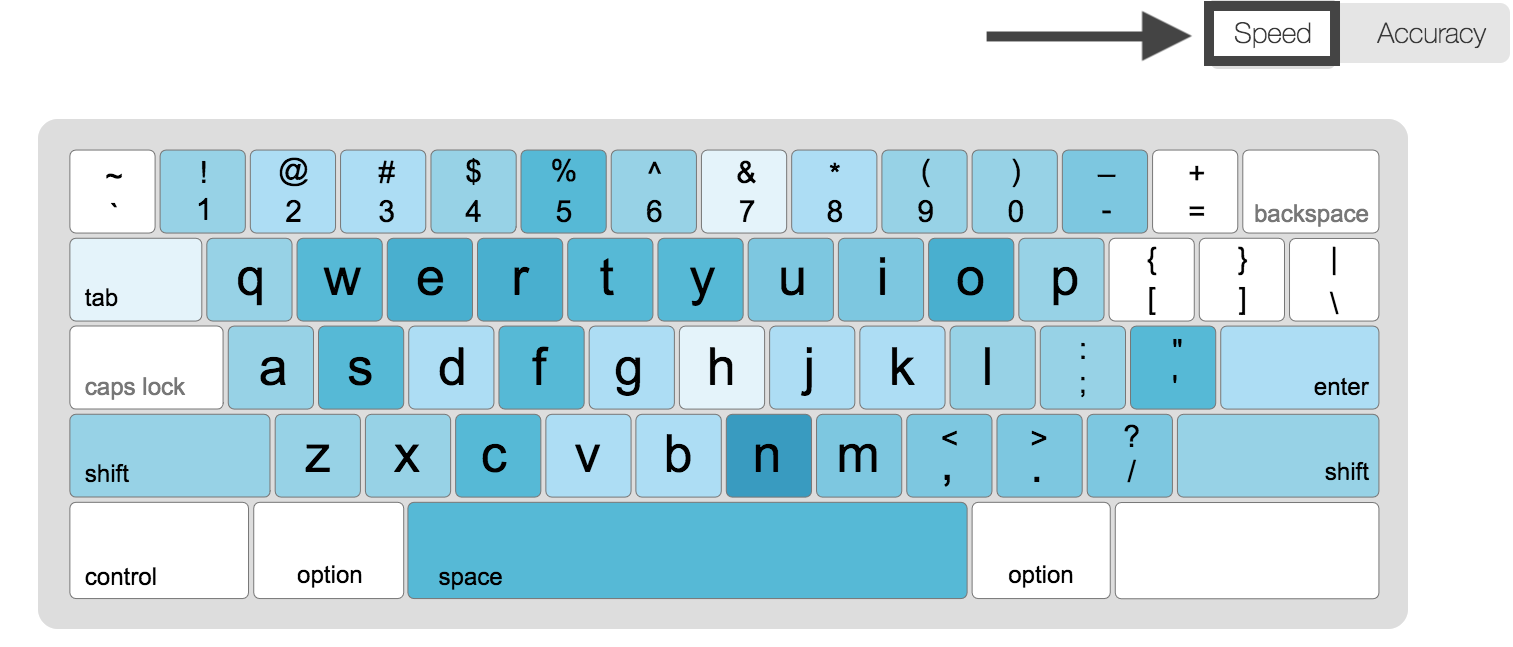 Speed Accuracy
~ ! @ # $ % ^ & * ( ) – +
` 1 2 3 4 5 6 7 8 9 0 - = backspace
{ } |
tab q w e r t y u i o p [ ] \
: "
caps lock a s d f g h j k l ; ' enter
< > ?
shift z x c v b n m , . / shift
control option space option